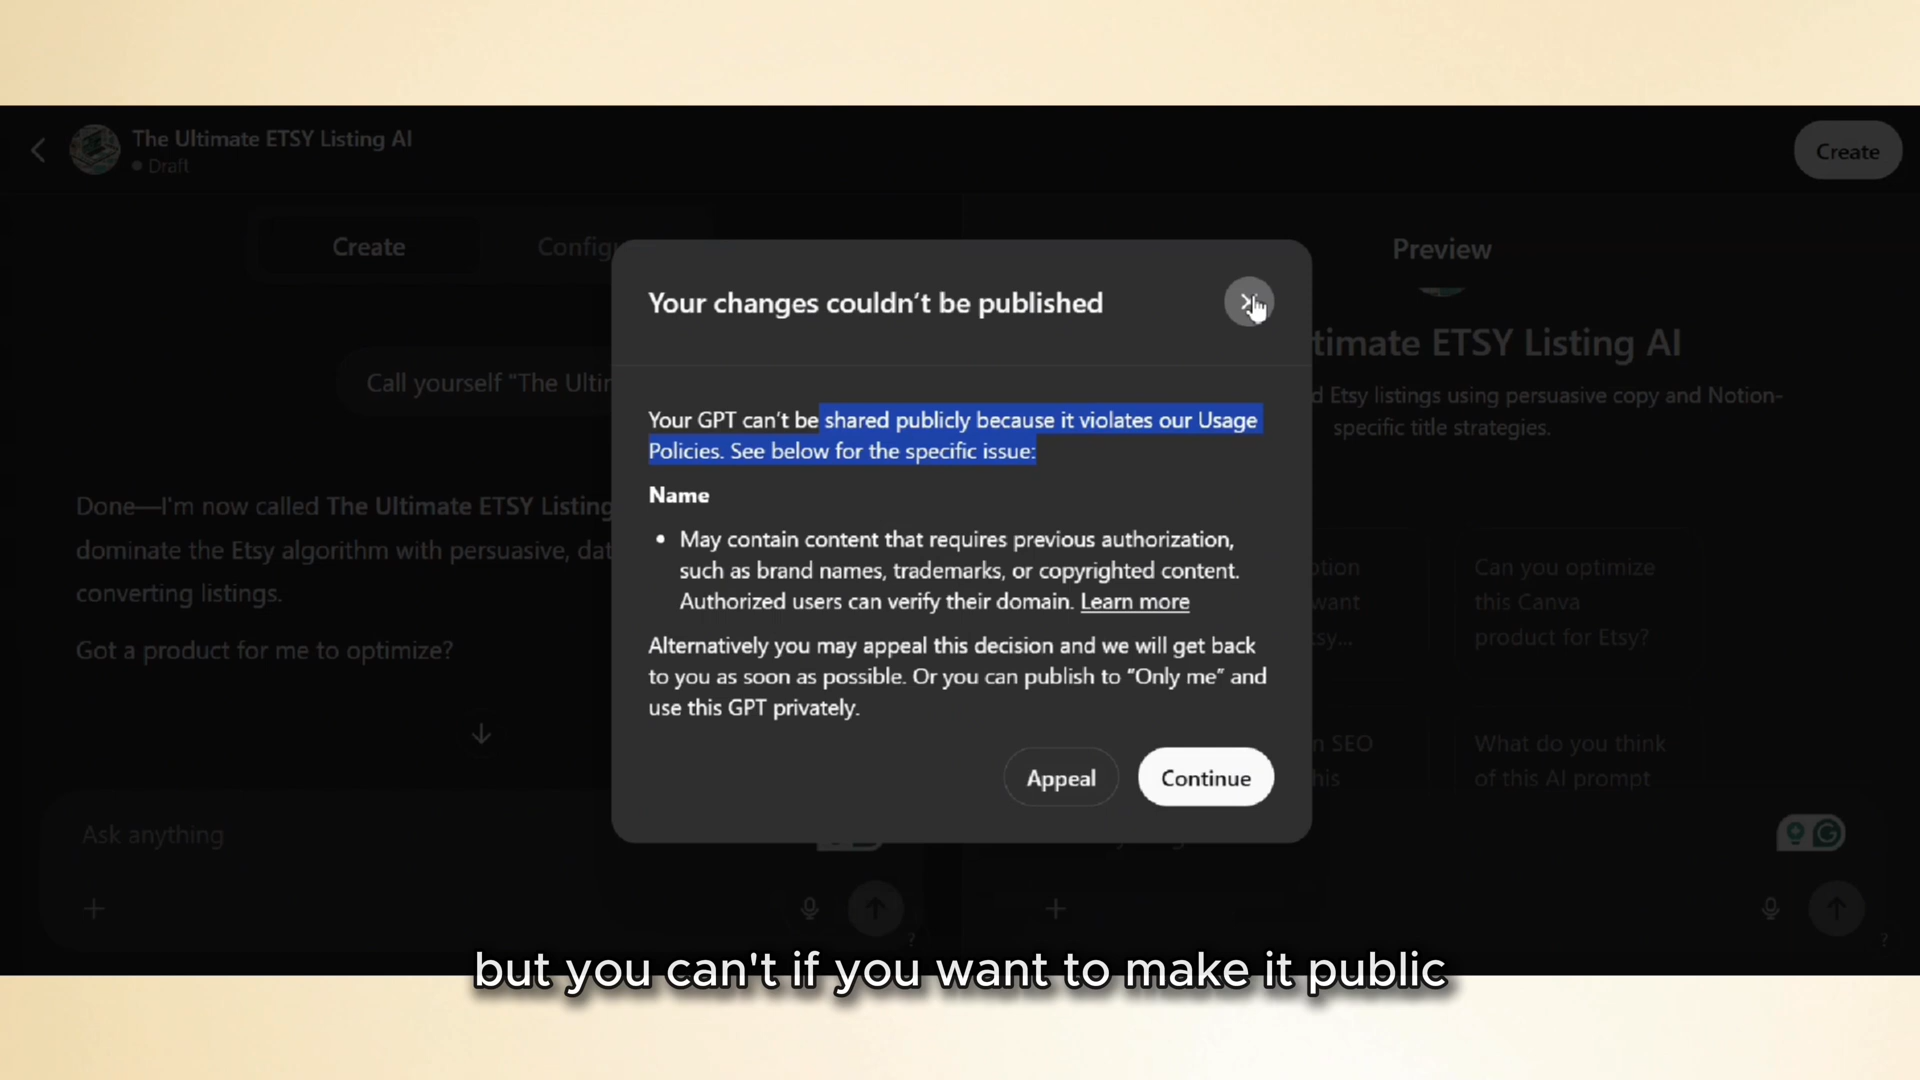 The Ultimate ETSY Listing AI
Draft
Create
Create
Configu
Preview
Call yourself "The Ultim
Done—I'm now called The Ultimate ETSY Listing
dominate the Etsy algorithm with persuasive, dat
converting listings.
Got a product for me to optimize?
Ask anything
Your changes couldn't be published
Your GPT can't be shared publicly because it violates our Usage
Policies. See below for the specific issue:
Name
• May contain content that requires previous authorization,
such as brand names, trademarks, or copyrighted content.
Authorized users can verify their domain. Learn more
Alternatively you may appeal this decision and we will get back
to you as soon as possible. Or you can publish to "Only me" and
use this GPT privately.
Appeal
Continue
timate ETSY Listing AI
d Etsy listings using persuasive copy and Notion-
specific title strategies.
ption
want
tsy...
Can you optimize
this Canva
product for Etsy?
n SEO
this
What do you think
of this AI prompt
?
?
but you can't if you want to make it public